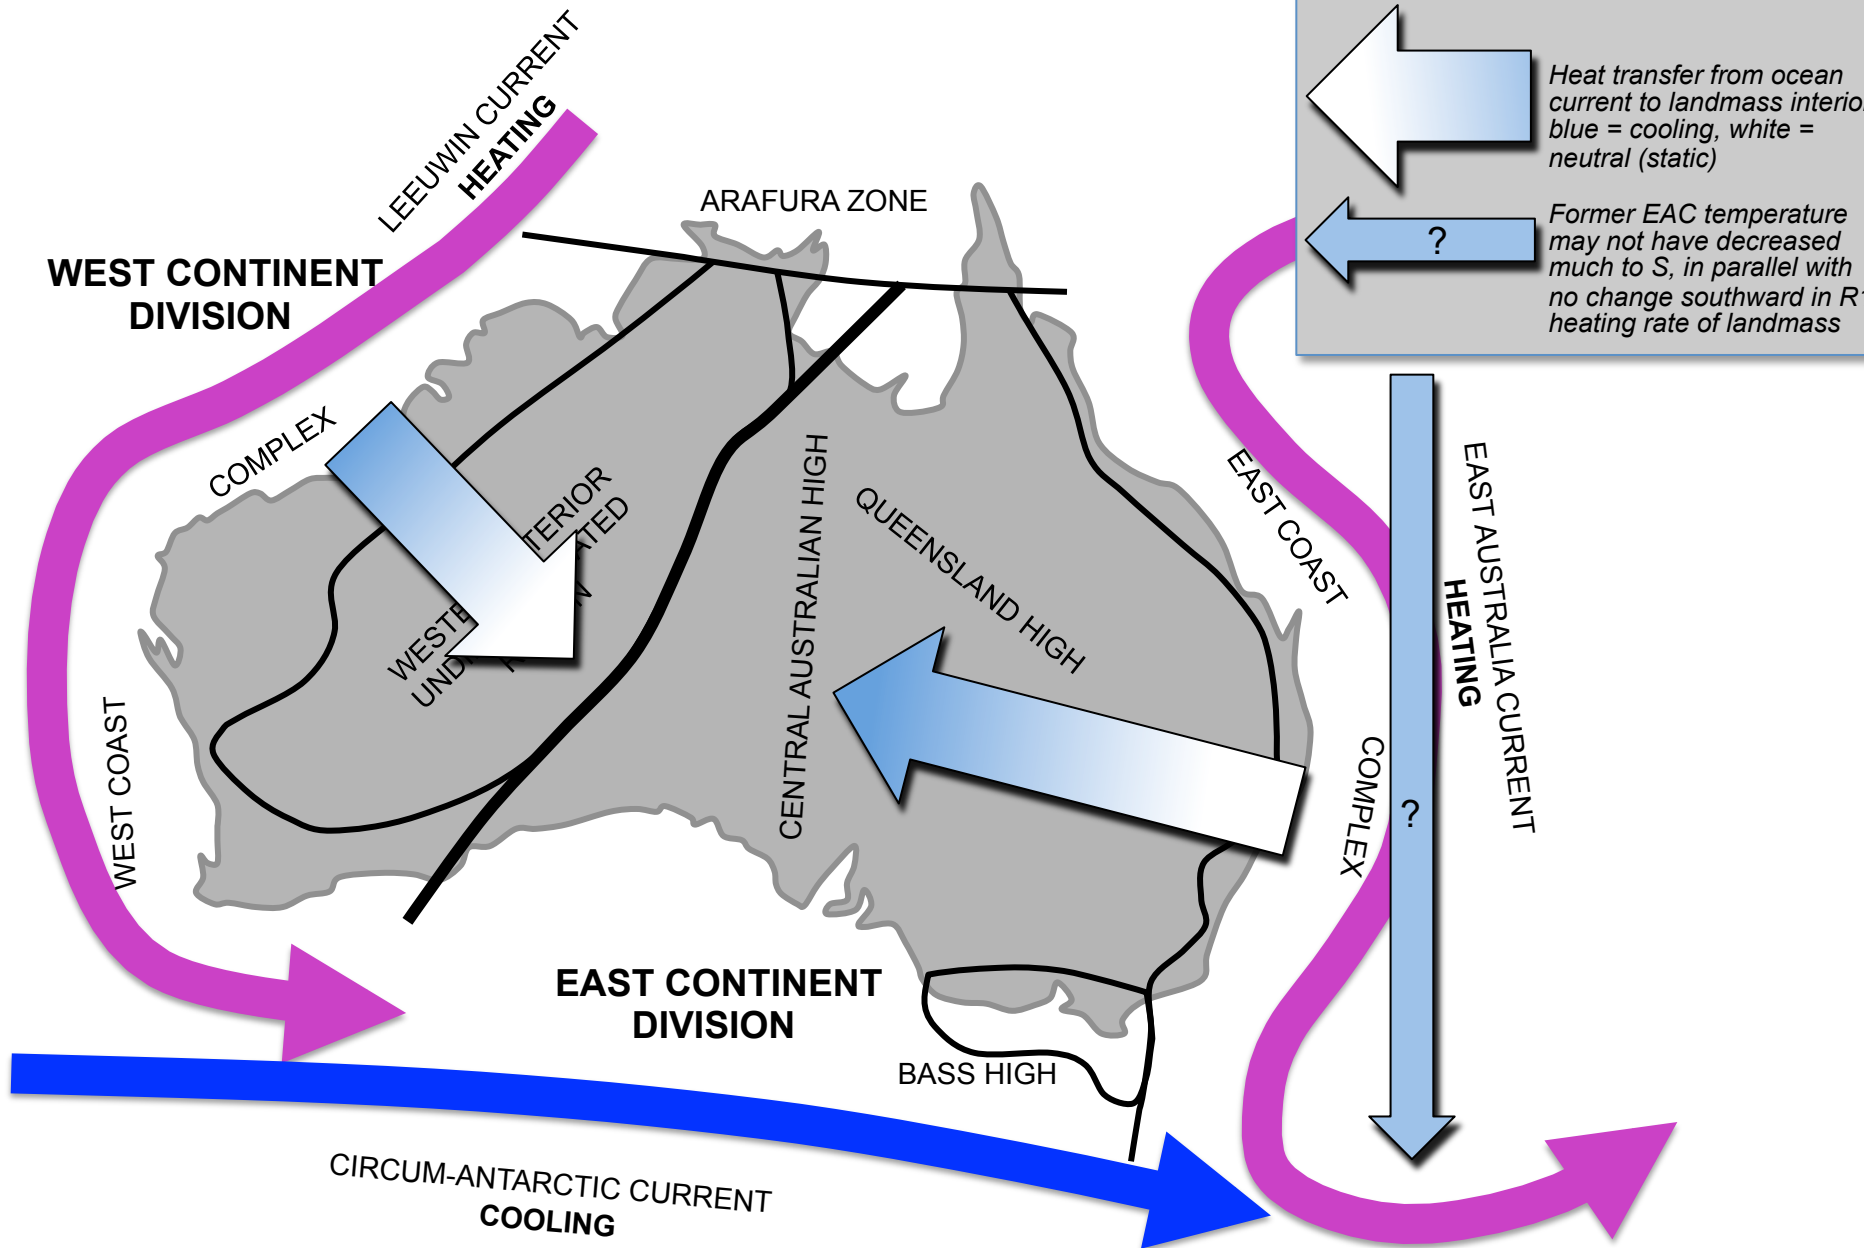 LEEUWIN CURRENT
HEATING
ARAFURA ZONE
WEST CONTINENT
DIVISION
Heat transfer from ocean
current to landmass
blue = cooling, white =
neutral (static)
?
Former EAC temperature
may not have decreased
much to S, in parallel with
no change southward in
heating rate of landmass
COMPLEX
WEST COAST
CENTRAL AUSTRALIAN HIGH
QUEENSLAND HIGH
EAST COAST
COMPLEX
EAST AUSTRALIA CURRENT
HEATING
?
EAST CONTINENT
DIVISION
BASS HIGH
CIRCUM-ANTARCTIC CURRENT
COOLING